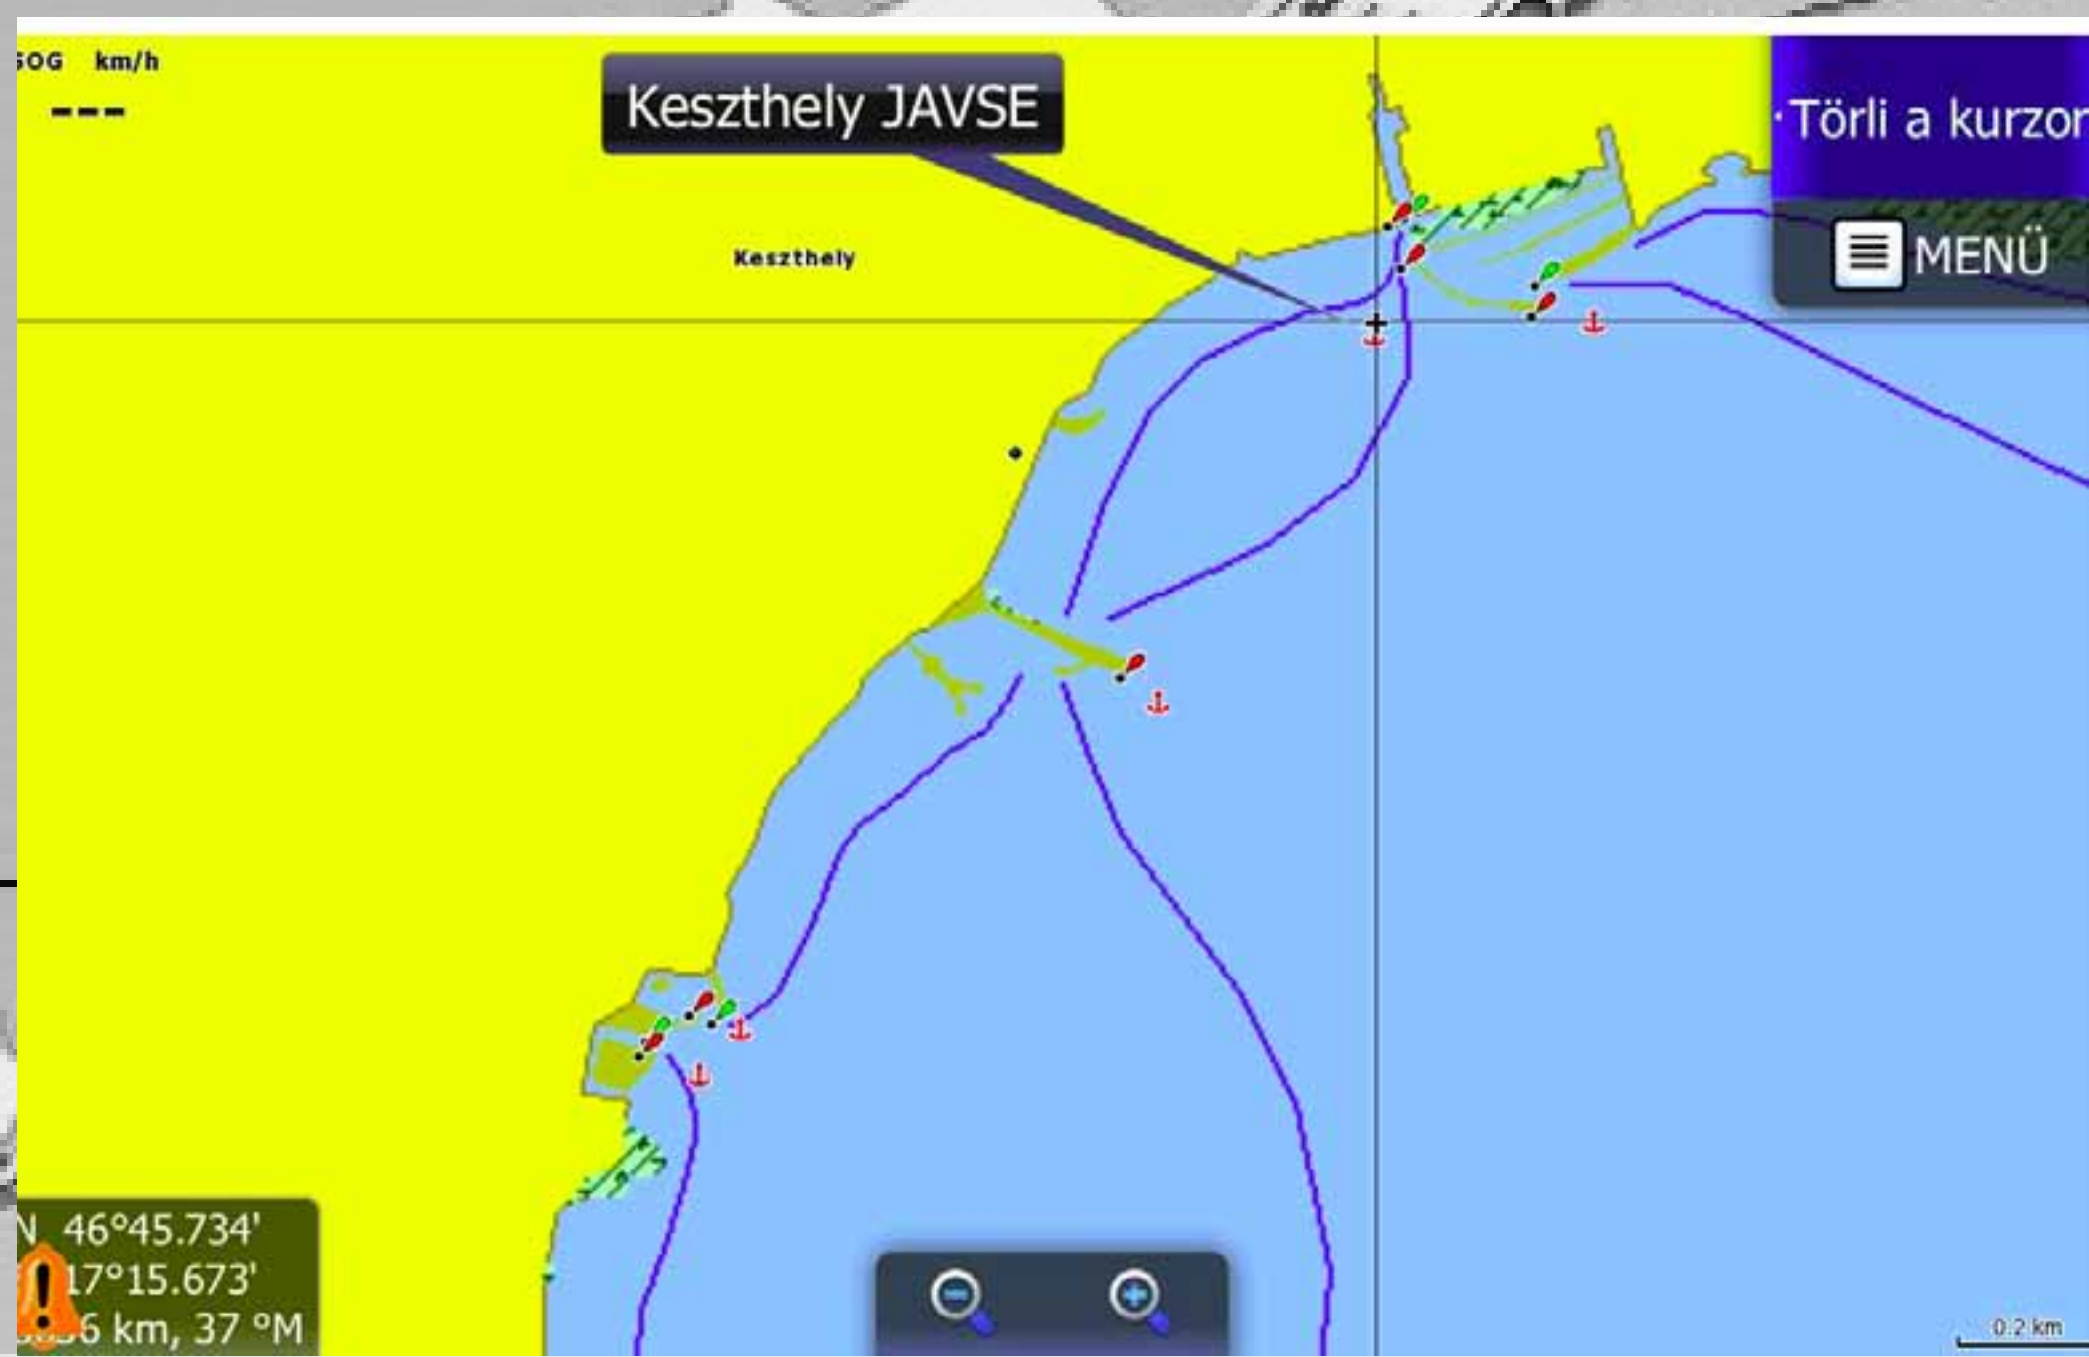 SOG km/h
---
Keszthely JAVSE
Törli a kurzor
MENÜ
Keszthely
N 46°45.734'
17°15.673'
km, 37 °M
0.2 km